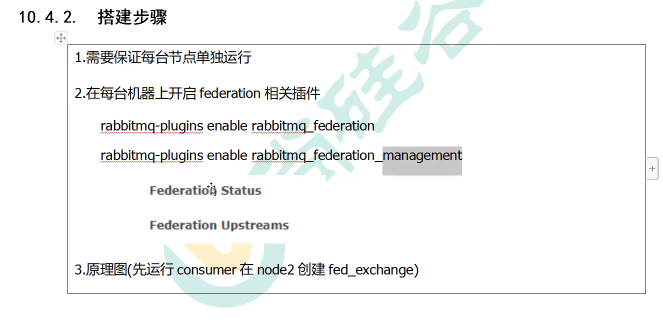 10.4.2. 搭建步骤
1.需要保证每台节点单独运行
2.在每台机器上开启 federation 相关插件
rabbitmq-plugins enable rabbitmq_federation
rabbitmq-plugins enable rabbitmq_federation_management
Federation Status
Federation Upstreams
3.原理图(先运行 consumer 在 node2 创建 fed_exchange)